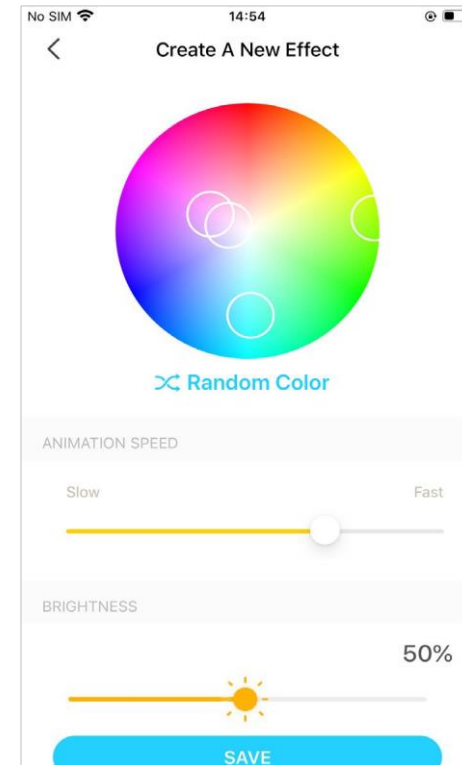 No SIM 14:54
Create A New Effect
Random Color
ANIMATION SPEED
Slow Fast
BRIGHTNESS
50%
SAVE